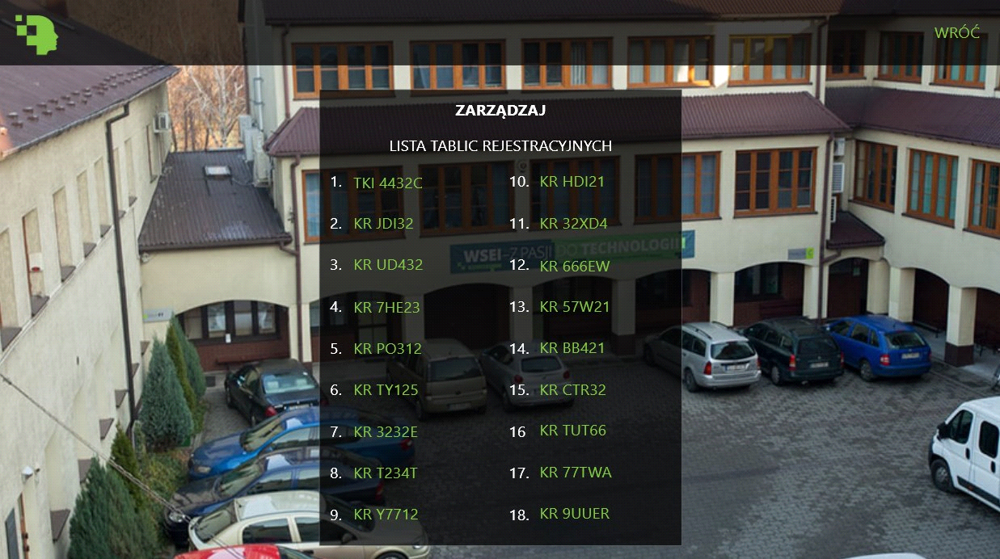 WRÓĆ
ZARZĄDZAJ
LISTA TABLIC REJESTRACYJNYCH
1. TKI 4432C
2. KR JDI32
3. KR UD432
4. KR 7HE23
5. KR PO312
6. KR TY125
7. KR 3232E
8. KR T234T
9. KR Y7712
10. KR HDI21
11. KR 32XD4
12. KR 666EW
13. KR 57W21
14. KR BB421
15. KR CTR32
16 KR TUT66
17. KR 77TWA
18. KR 9UUER
WSEI–Z PASJI DO TECHNOLOGII!